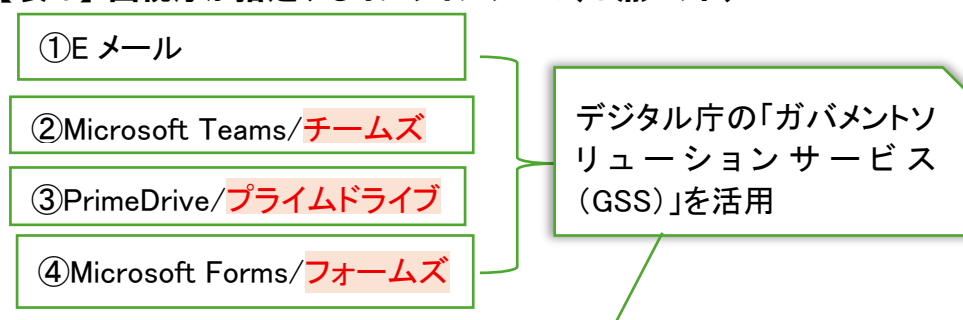 ①Eメール
②Microsoft Teams/チームズ
③PrimeDrive/プライムドライブ
④Microsoft Forms/フォームズ
デジタル庁の「ガバメントソ
リューションサービス
(GSS)」を活用